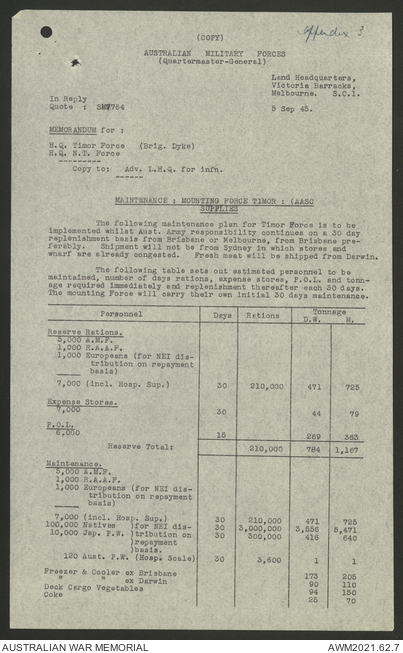 Appendix 3.
(COPY)
AUSTRALIAN MILITARY FORCES
(Quartermaster-General)
Land Headquarters,
Victoria Barracks,
Melbourne. S.C.1.
In Reply
Quote : SM7764
5 Sep 45.
MEMORANDUM for :
H.Q. Timor Force (Brig. Dyke)
H.Q. N.T. Force
---------
Copy to: Adv. L.H.Q. for infn.
------
MAINTENANCE : MOUNTING FORCE TIMOR : (AASC
SUPPLIES
The following maintenance plan for Timor Force is to be
implemented whilst Aust. Army responsibility continues on a 30 day
replenishment basis from Brisbane or Melbourne, from Brisbane pre-
ferably. Shipment will not be from Sydney in which stores and
wharf are already congested. Fresh meat will be shipped from Darwin.
The following table sets out estimated personnel to be
maintained, number of days rations, expense stores, P.O.L. and tonn-
age required immediately and replenishment thereafter each 30 days.
The mounting Force will carry their own initial 30 days maintenance.
Personnel Days Rations Tonnage
D.W. M.
Reserve Rations.
5,000 A.M.F.
1,000 R.A.A.F.
1,000 Europeans (for NEI dis-
tribution on repayment
basis)
7,000 (incl. Hosp. Sup.) 30 210,000 471 725
Expense Stores.
7,000 30 44 79
P.O.L.
6,000 15 269 363
Reserve Total: 210,000 784 1,167
Maintenance.
5,000 A.M.F.
1,000 R.A.A.F.
1,000 Europeans (for NEI dis-
tribution on repayment
basis)
7,000 (incl. Hosp. Sup.) 30 210,000 471 725
100,000 Natives )for NEI dis- 30 3,000,000 3,556 5,471
10,000 Jap. P.W. )tribution on 30 300,000 416 640
)repayment
)basis.
120 Aust. P.W. (Hosp. Scale) 30 3,600 1 1
Freezer & Cooler ex Brisbane 173 205
" " ex Darwin 90 110
Deck Cargo Vegetables 94 150
Coke 25 70
AUSTRALIAN WAR MEMORIAL AWM2021.62.7